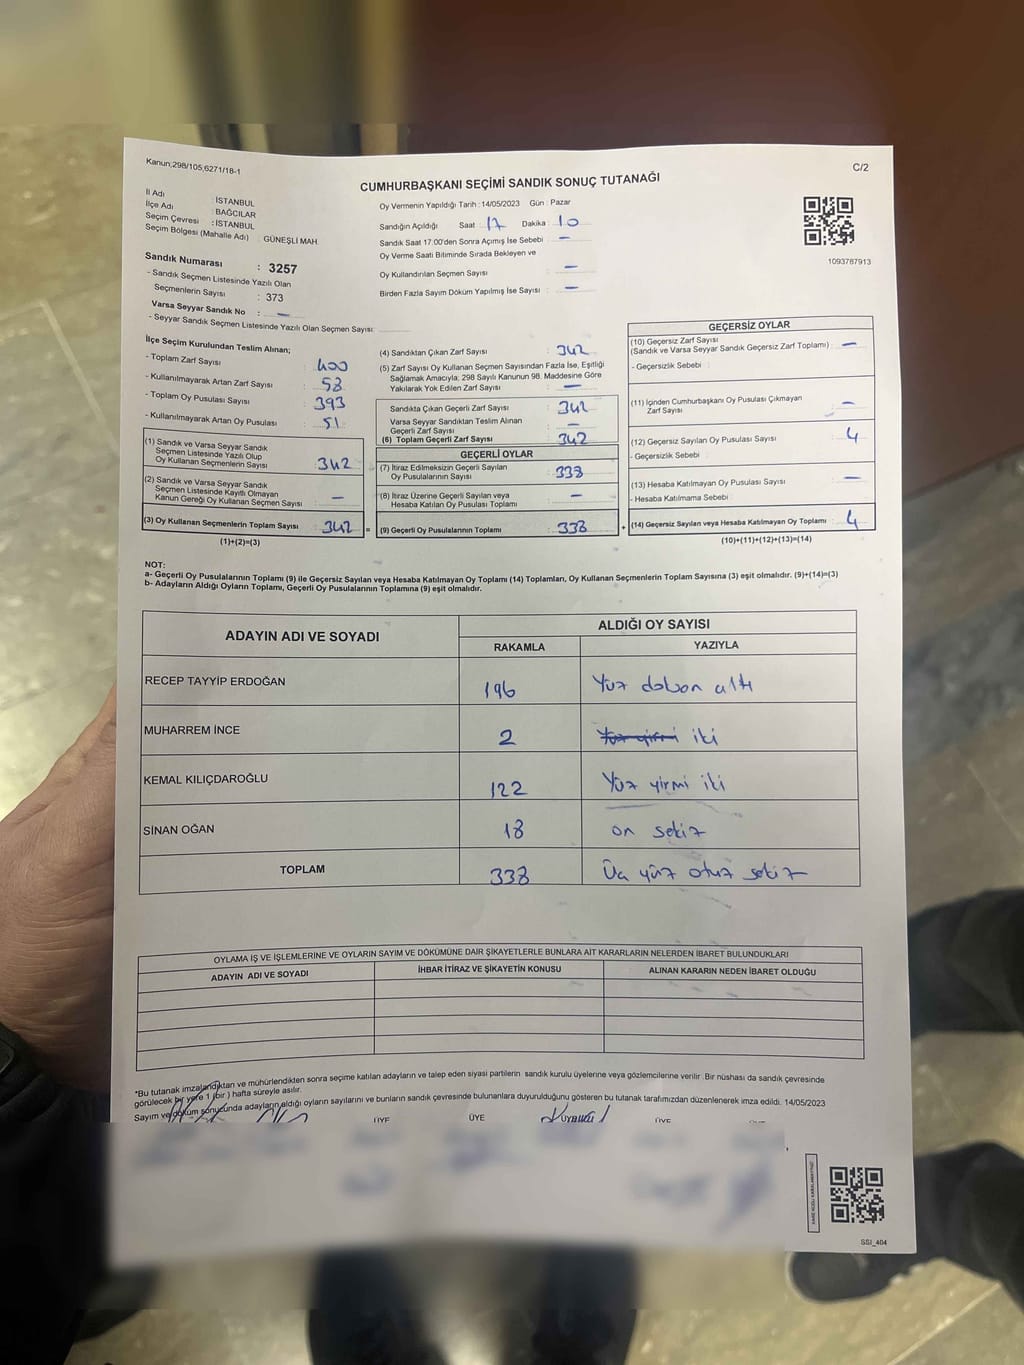 Kanun;298/105,6271/18-1
C/2
CUMHURBAŞKANI SEÇİMİ SANDIK SONUÇ TUTANAĞI
İl Adı : İSTANBUL
İlçe Adı : BAĞCILAR
Seçim Çevresi : İSTANBUL
Seçim Bölgesi (Mahalle Adı) : GÜNEŞLİ MAH.
Sandık Numarası : 3257
- Sandık Seçmen Listesinde Yazılı Olan
Seçmenlerin Sayısı : 373
Varsa Seyyar Sandık No : —
- Seyyar Sandık Seçmen Listesinde Yazılı Olan Seçmen Sayısı:
Oy Vermenin Yapıldığı Tarih : 14/05/2023 Gün : Pazar
Sandığın Açıldığı Saat : 17 Dakika : 10
Sandık Saat 17.00'den Sonra Açımış İse Sebebi : —
Oy Verme Saati Bitiminde Sırada Bekleyen ve
Oy Kullandırılan Seçmen Sayısı : —
Birden Fazla Sayım Döküm Yapılmış İse Sayısı : —
1093787913
İlçe Seçim Kurulundan Teslim Alınan;
- Toplam Zarf Sayısı : 400
- Kullanılmayarak Artan Zarf Sayısı : 58
- Toplam Oy Pusulası Sayısı : 393
- Kullanılmayarak Artan Oy Pusulası : 51
(1) Sandık ve Varsa Seyyar Sandık
Seçmen Listesinde Yazılı Olup
Oy Kullanan Seçmenlerin Sayısı : 342
(2) Sandık ve Varsa Seyyar Sandık
Seçmen Listesinde Kayıtlı Olmayan
Kanun Gereği Oy Kullanan Seçmen Sayısı : —
(3) Oy Kullanan Seçmenlerin Toplam Sayısı : 342 =
(1)+(2)=(3)
(4) Sandıktan Çıkan Zarf Sayısı : 342
(5) Zarf Sayısı Oy Kullanan Seçmen Sayısından Fazla İse, Eşitliği
Sağlamak Amacıyla; 298 Sayılı Kanunun 98. Maddesine Göre
Yakılarak Yok Edilen Zarf Sayısı : —
Sandıkta Çıkan Geçerli Zarf Sayısı : 342
Varsa Seyyar Sandıktan Teslim Alınan
Geçerli Zarf Sayısı : —
(6) Toplam Geçerli Zarf Sayısı : 342
GEÇERLİ OYLAR
(7) İtiraz Edilmeksizin Geçerli Sayılan
Oy Pusulalarının Sayısı : 338
(8) İtiraz Üzerine Geçerli Sayılan veya
Hesaba Katılan Oy Pusulası Toplamı : —
(9) Geçerli Oy Pusulalarının Toplamı : 338 +
GEÇERSİZ OYLAR
(10) Geçersiz Zarf Sayısı
(Sandık ve Varsa Seyyar Sandık Geçersiz Zarf Toplamı) : —
- Geçersizlik Sebebi :
(11) İçinden Cumhurbaşkanı Oy Pusulası Çıkmayan
Zarf Sayısı : —
(12) Geçersiz Sayılan Oy Pusulası Sayısı : 4
- Geçersizlik Sebebi :
(13) Hesaba Katılmayan Oy Pusulası Sayısı : —
- Hesaba Katılmama Sebebi :
(14) Geçersiz Sayılan veya Hesaba Katılmayan Oy Toplamı : 4
(10)+(11)+(12)+(13)=(14)
NOT:
a- Geçerli Oy Pusulalarının Toplamı (9) ile Geçersiz Sayılan veya Hesaba Katılmayan Oy Toplamı (14) Toplamları, Oy Kullanan Seçmenlerin Toplam Sayısına (3) eşit olmalıdır. (9)+(14)=(3)
b- Adayların Aldığı Oyların Toplamı, Geçerli Oy Pusulalarının Toplamına (9) eşit olmalıdır.
ADAYIN ADI VE SOYADI
ALDIĞI OY SAYISI
RAKAMLA YAZIYLA
RECEP TAYYİP ERDOĞAN 196 Yüz doksan altı
MUHARREM İNCE 2 Yüz yirmi iki
KEMAL KILIÇDAROĞLU 122 Yüz yirmi iki
SİNAN OĞAN 18 on sekiz
TOPLAM 338 Üç yüz otuz sekiz
OYLAMA İŞ VE İŞLEMLERİNE VE OYLARIN SAYIM VE DÖKÜMÜNE DAİR ŞİKAYETLERLE BUNLARA AİT KARARLARIN NELERDEN İBARET BULUNDUKLARI
ADAYIN ADI VE SOYADI İHBAR İTİRAZ VE ŞİKAYETİN KONUSU ALINAN KARARIN NEDEN İBARET OLDUĞU
*Bu tutanak imzalandıktan ve mühürlendikten sonra seçime katılan adayların ve talep eden siyasi partilerin sandık kurulu üyelerine veya gözlemcilerine verilir. Bir nüshası da sandık çevresinde
görülecek bir yere 1 (bir) hafta süreyle asılır.
Sayım ve döküm sonucunda adayların aldığı oyların sayılarını ve bunların sandık çevresinde bulunanlara duyurulduğunu gösteren bu tutanak tarafımızdan düzenlenerek imza edildi. 14/05/2023
ÜYE ÜYE ÜYE
SSI_404